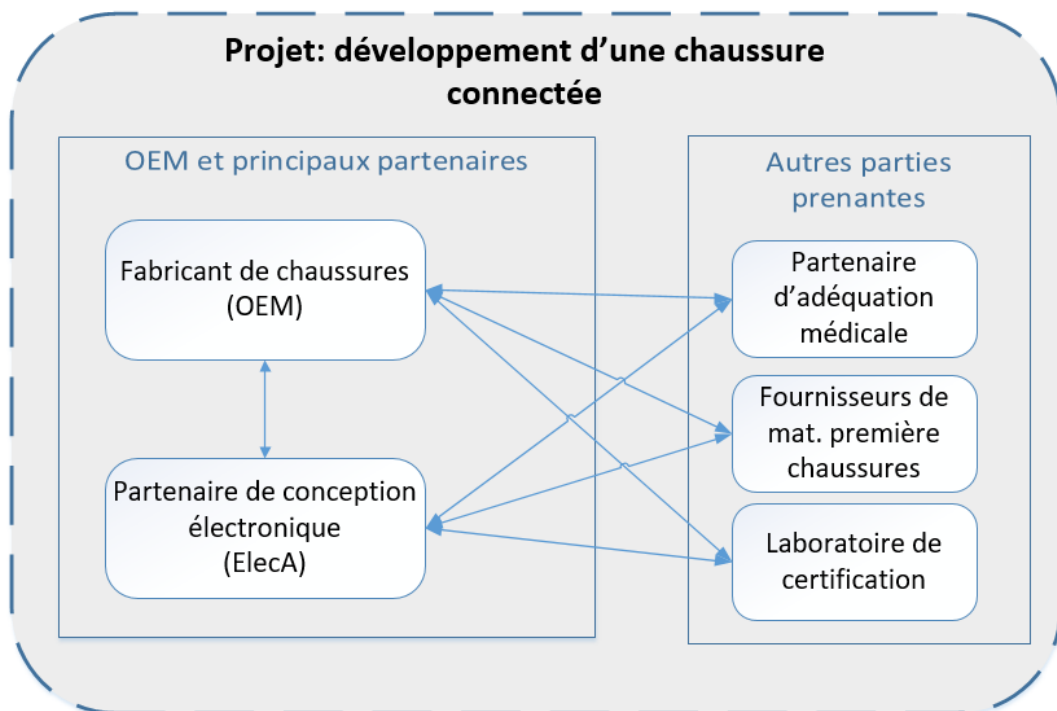 Projet: développement d’une chaussure
connectée
OEM et principaux partenaires
Fabricant de chaussures
(OEM)
Partenaire de conception
électronique
(ElecA)
Autres parties
prenantes
Partenaire
d’adéquation
médicale
Fournisseurs de
mat. première
chaussures
Laboratoire de
certification